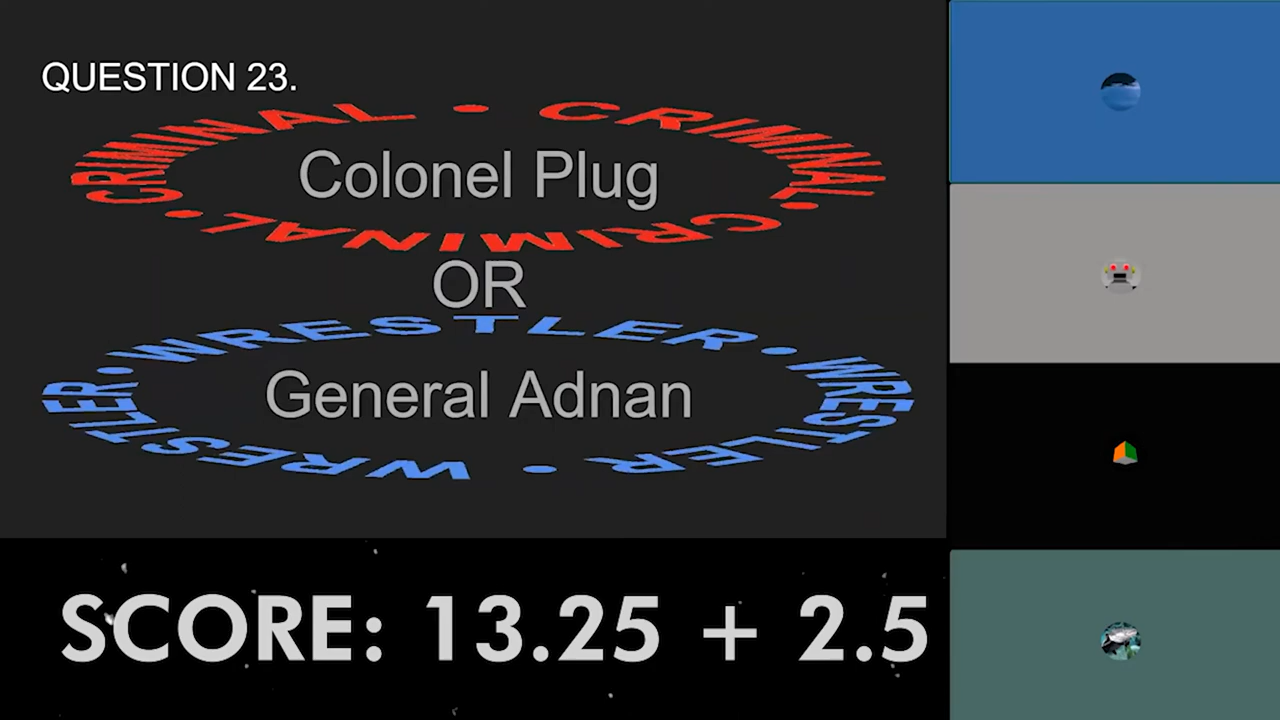 QUESTION 23.
CRIMINAL • CRIMINAL • CRIMINAL •
Colonel Plug
OR
WRESTLER • WRESTLER • WRESTLER •
General Adnan
SCORE: 13.25 + 2.5